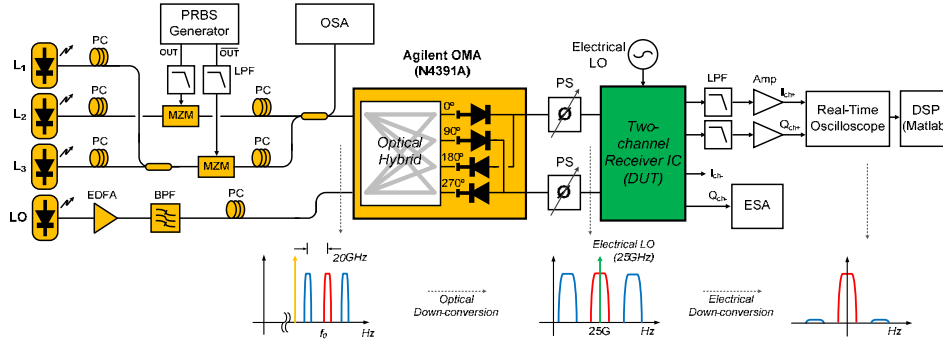 PRBS
Generator
OSA
PC
OUT
OUT
LPF
L1
PC
PC
L2
MZM
PC
PC
L3
MZM
LO
EDFA
BPF
PC
Agilent OMA
(N4391A)
Optical
Hybrid
0º
90º
180º
270º
PS
Ø
PS
Ø
Electrical
LO
Two-
channel
Receiver IC
(DUT)
LPF
Amp
Ich+
Qch+
Ich-
Qch-
Real-Time
Oscilloscope
DSP
(Matlab)
ESA
20GHz
f0
Hz
Optical
Down-conversion
Electrical LO
(25GHz)
25G
Hz
Electrical
Down-conversion
Hz